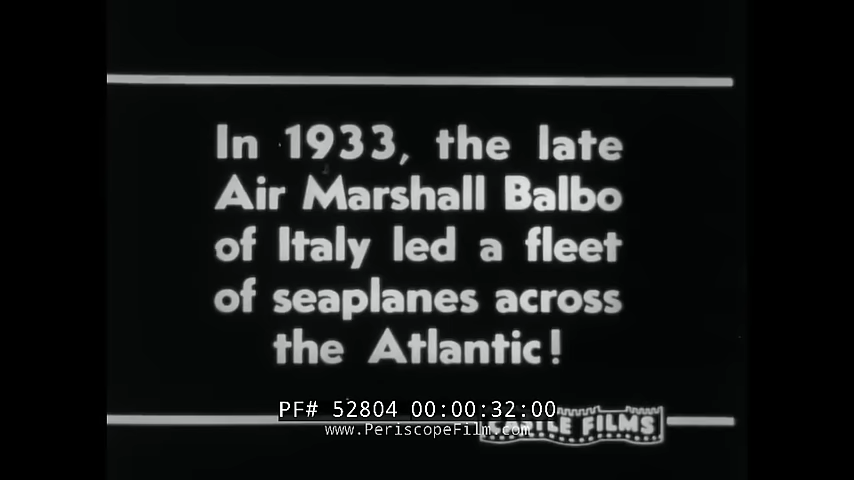 In 1933, the late
Air Marshall Balbo
of Italy led a fleet
of seaplanes across
the Atlantic!
PF# 52804 00:00:32:00
CASTLE FILMS
www.PeriscopeFilm.com